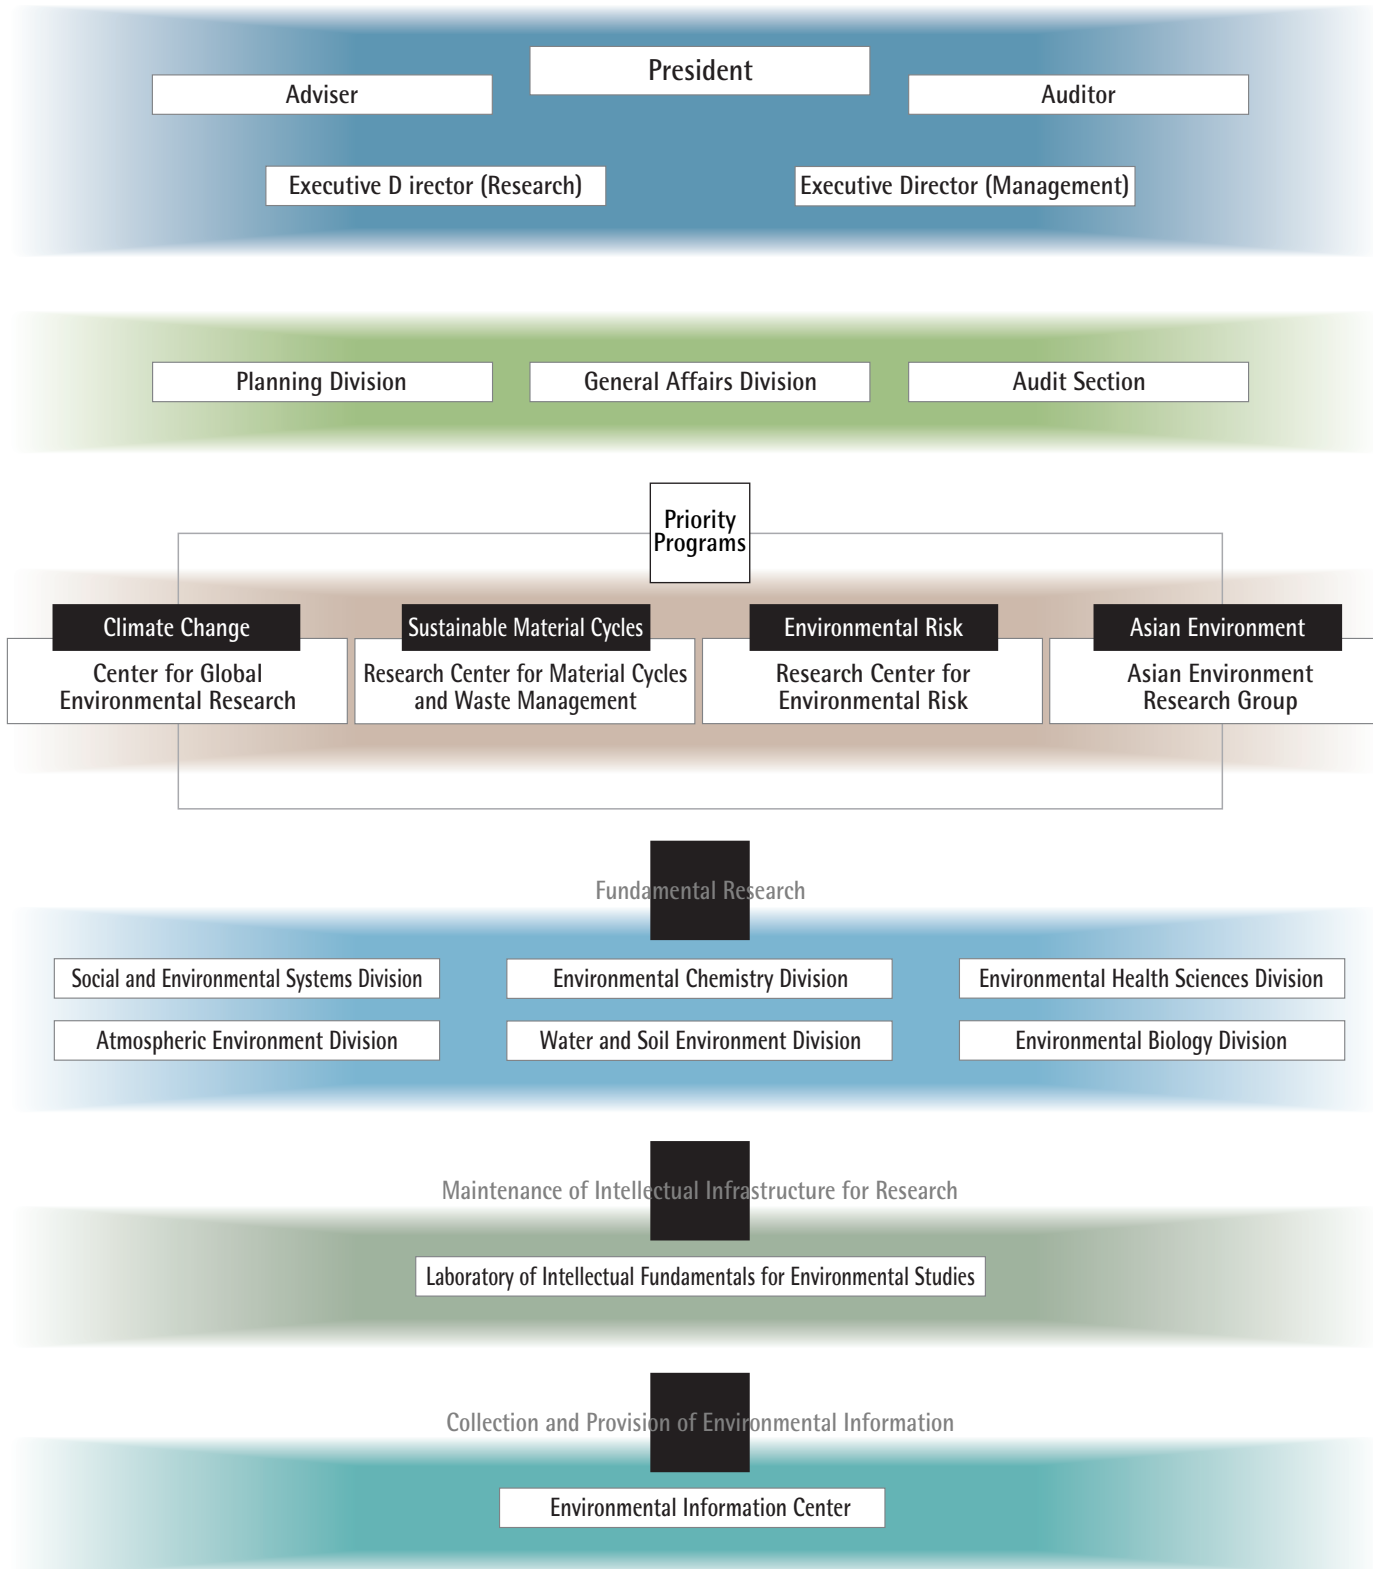 President
Adviser
Auditor
Executive D irector (Research)
Executive Director (Management)
Planning Division
General Affairs Division
Audit Section
Priority
Programs
Climate Change
Sustainable Material Cycles
Environmental Risk
Asian Environment
Center for Global
Environmental Research
Research Center for Material Cycles
and Waste Management
Research Center for
Environmental Risk
Asian Environment
Research Group
Fundamental Research
Social and Environmental Systems Division
Environmental Chemistry Division
Environmental Health Sciences Division
Atmospheric Environment Division
Water and Soil Environment Division
Environmental Biology Division
Maintenance of Intellectual Infrastructure for Research
Laboratory of Intellectual Fundamentals for Environmental Studies
Collection and Provision of Environmental Information
Environmental Information Center